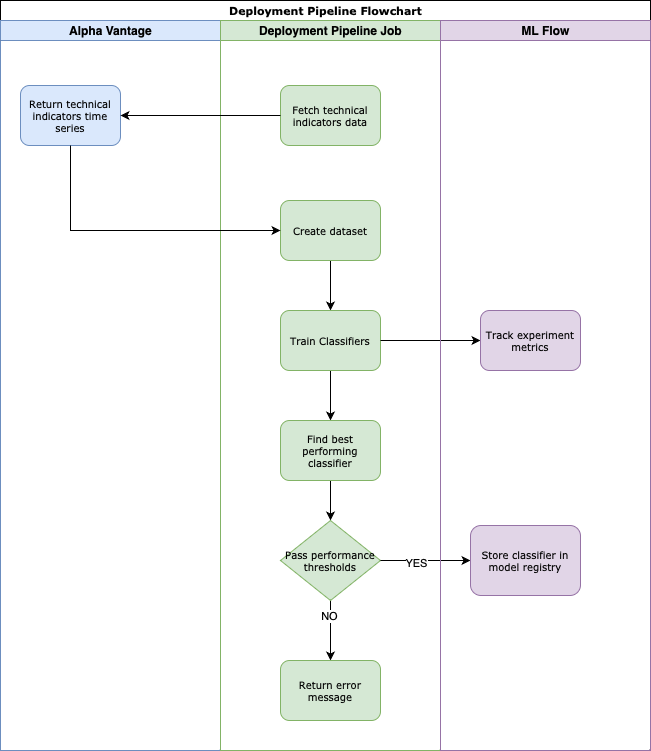 Deployment Pipeline Flowchart
Alpha Vantage
Deployment Pipeline Job
ML Flow
Return technical
indicators time
series
Fetch technical
indicators data
Create dataset
Train Classifiers
Track experiment
metrics
Find best
performing
classifier
Pass performance
thresholds
YES
Store classifier in
model registry
NO
Return error
message